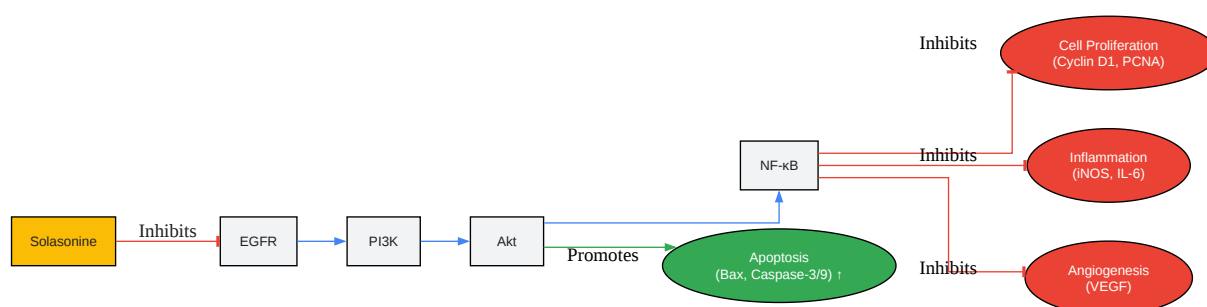 Inhibits
Cell Proliferation
(Cyclin D1, PCNA)
NF-κB
Inhibits
Inflammation
(iNOS, IL-6)
Solasonine
Inhibits
EGFR
PI3K
Akt
Promotes
Apoptosis
(Bax, Caspase-3/9) ↑
Inhibits
Angiogenesis
(VEGF)